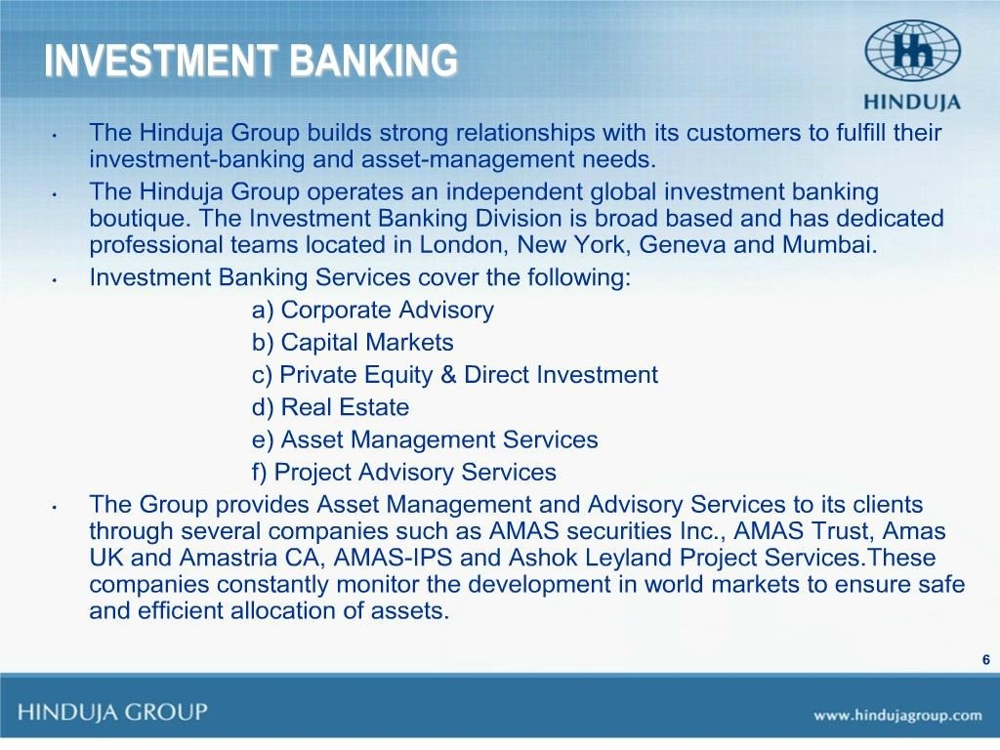 INVESTMENT BANKING
HINDUJA
• The Hinduja Group builds strong relationships with its customers to fulfill their
investment-banking and asset-management needs.
• The Hinduja Group operates an independent global investment banking
boutique. The Investment Banking Division is broad based and has dedicated
professional teams located in London, New York, Geneva and Mumbai.
• Investment Banking Services cover the following:
a) Corporate Advisory
b) Capital Markets
c) Private Equity & Direct Investment
d) Real Estate
e) Asset Management Services
f) Project Advisory Services
• The Group provides Asset Management and Advisory Services to its clients
through several companies such as AMAS securities Inc., AMAS Trust, Amas
UK and Amastria CA, AMAS-IPS and Ashok Leyland Project Services.These
companies constantly monitor the development in world markets to ensure safe
and efficient allocation of assets.
6
HINDUJA GROUP
www.hindujagroup.com